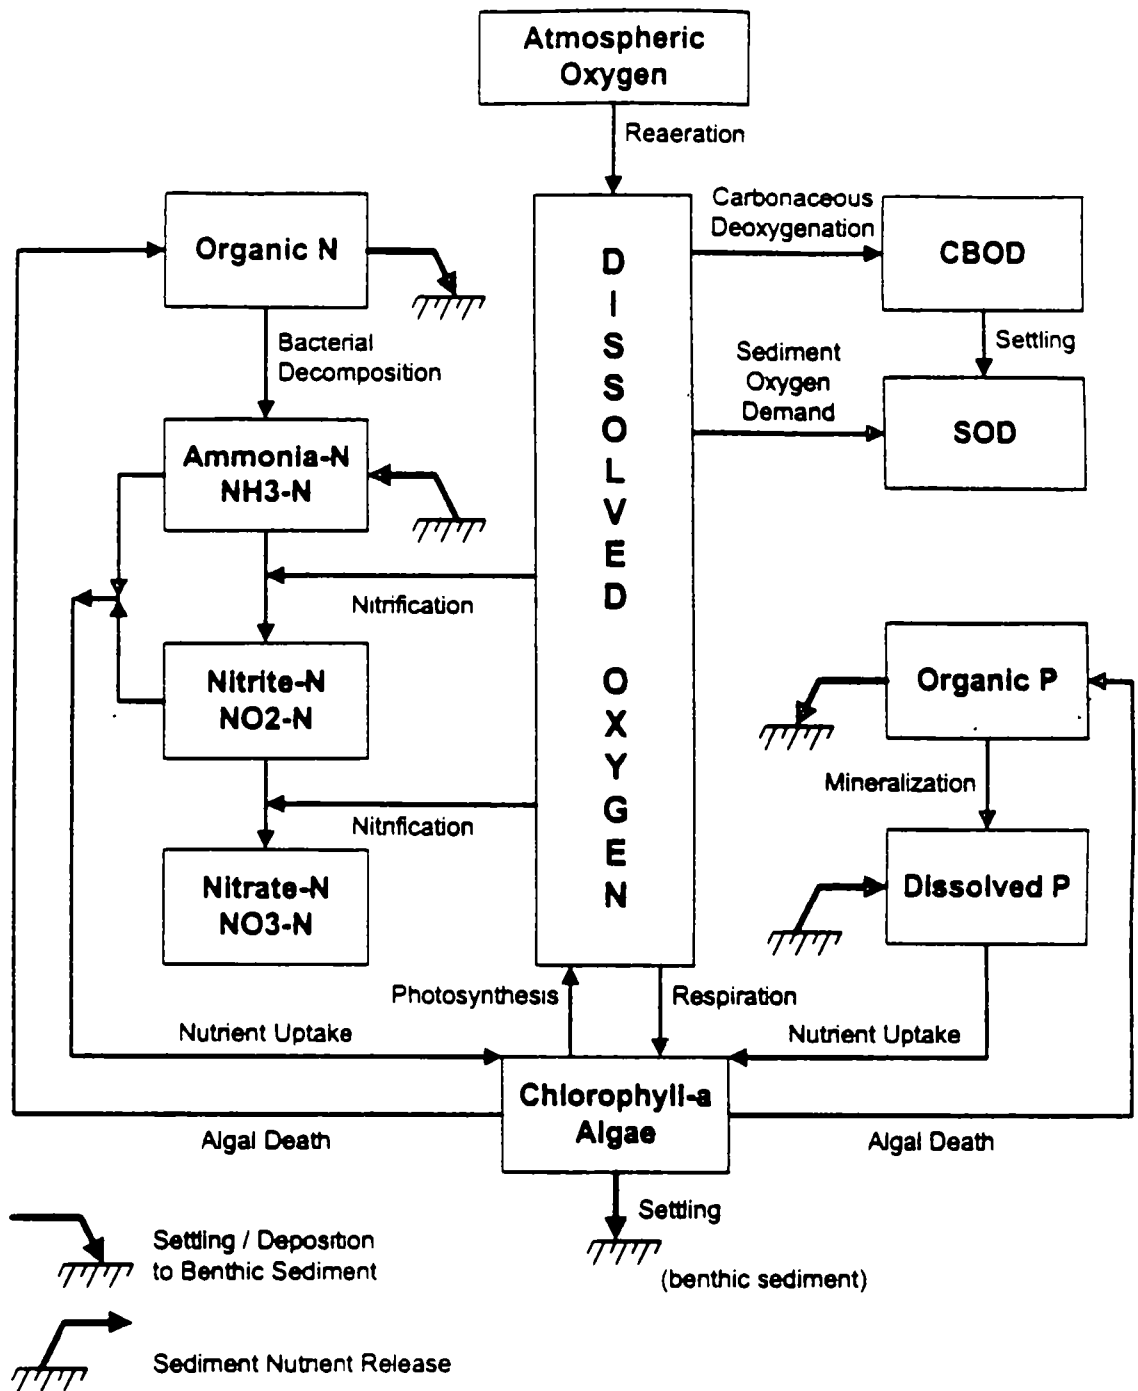 Atmospheric
Oxygen
Reaeration
Carbonaceous
Deoxygenation
CBOD
Settling
Sediment
Oxygen
Demand
SOD
Organic N
Bacterial
Decomposition
Ammonia-N
NH3-N
Nitrification
Nitrite-N
NO2-N
Nitrification
Nitrate-N
NO3-N
DISSOLVED OXYGEN
Organic P
Mineralization
Dissolved P
Photosynthesis
Respiration
Nutrient Uptake
Nutrient Uptake
Chlorophyll-a
Algae
Algal Death
Algal Death
Settling
(benthic sediment)
Settling / Deposition
to Benthic Sediment
Sediment Nutrient Release